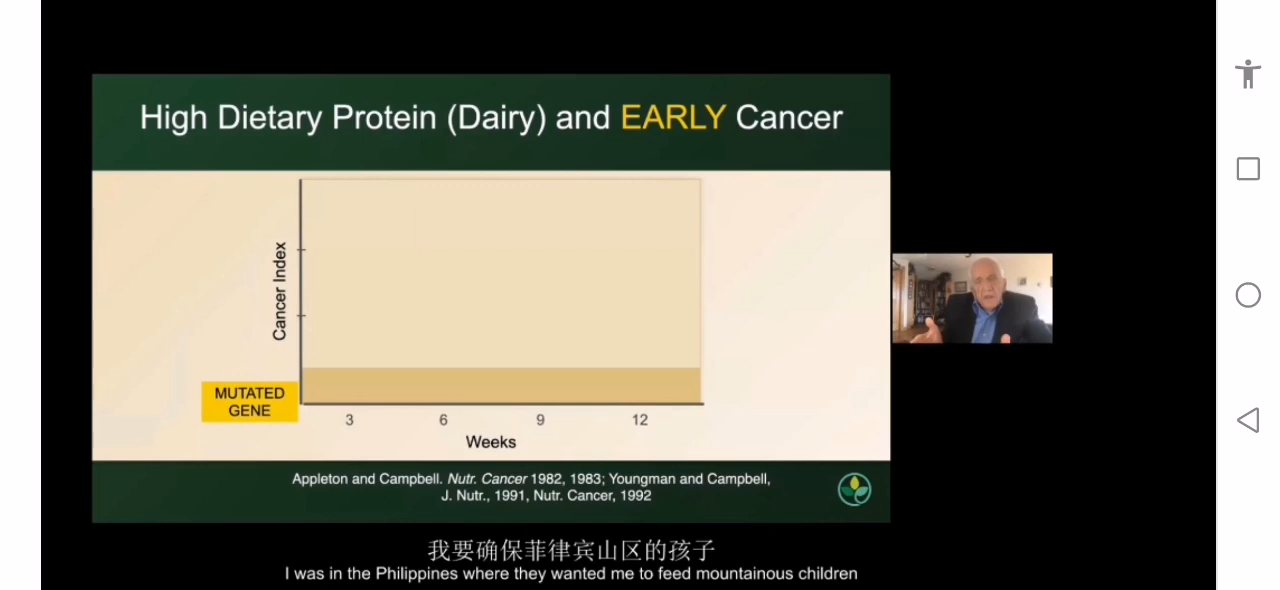 High Dietary Protein (Dairy) and EARLY Cancer
Cancer Index
MUTATED
GENE
3 6 9 12
Weeks
Appleton and Campbell. Nutr. Cancer 1982, 1983; Youngman and Campbell,
J. Nutr., 1991, Nutr. Cancer, 1992
我要确保菲律宾山区的孩子
I was in the Philippines where they wanted me to feed mountainous children